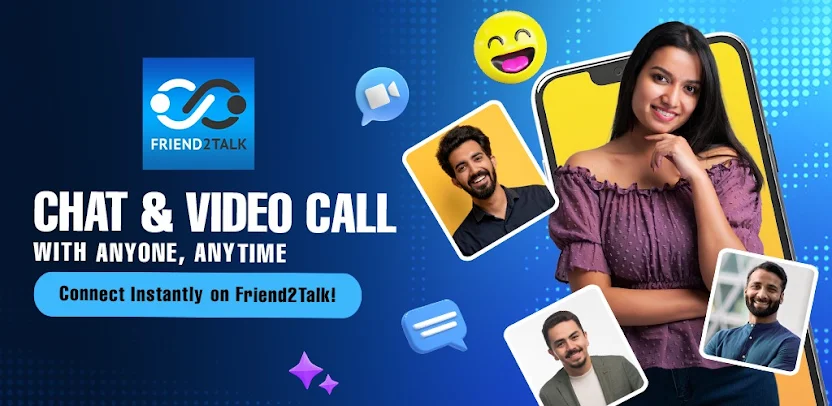 FRIEND2TALK
CHAT & VIDEO CALL
WITH ANYONE, ANYTIME
Connect Instantly on Friend2Talk!